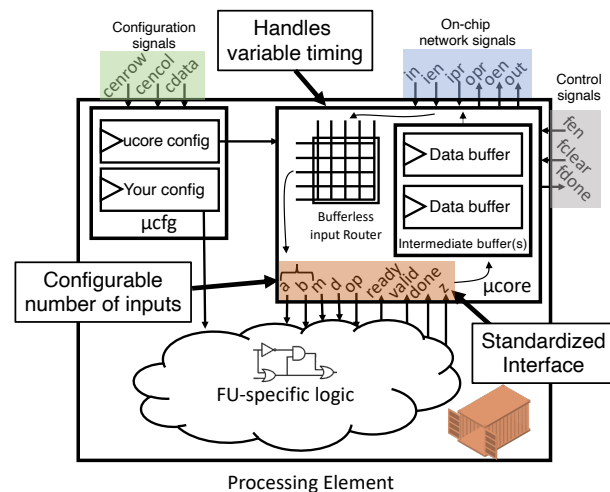 Configuration
signals
Handles
variable timing
On-chip
network signals
cenrow
cencol
cdata
in
ien
ipr
opr
oen
out
Control
signals
fen
fclear
fdone
ucore config
Your config
μcfg
Bufferless
input Router
Data buffer
Data buffer
Intermediate buffer(s)
μcore
Configurable
number of inputs
a
b
m
d
op
ready
valid
done
z
Standardized
Interface
FU-specific logic
Processing Element